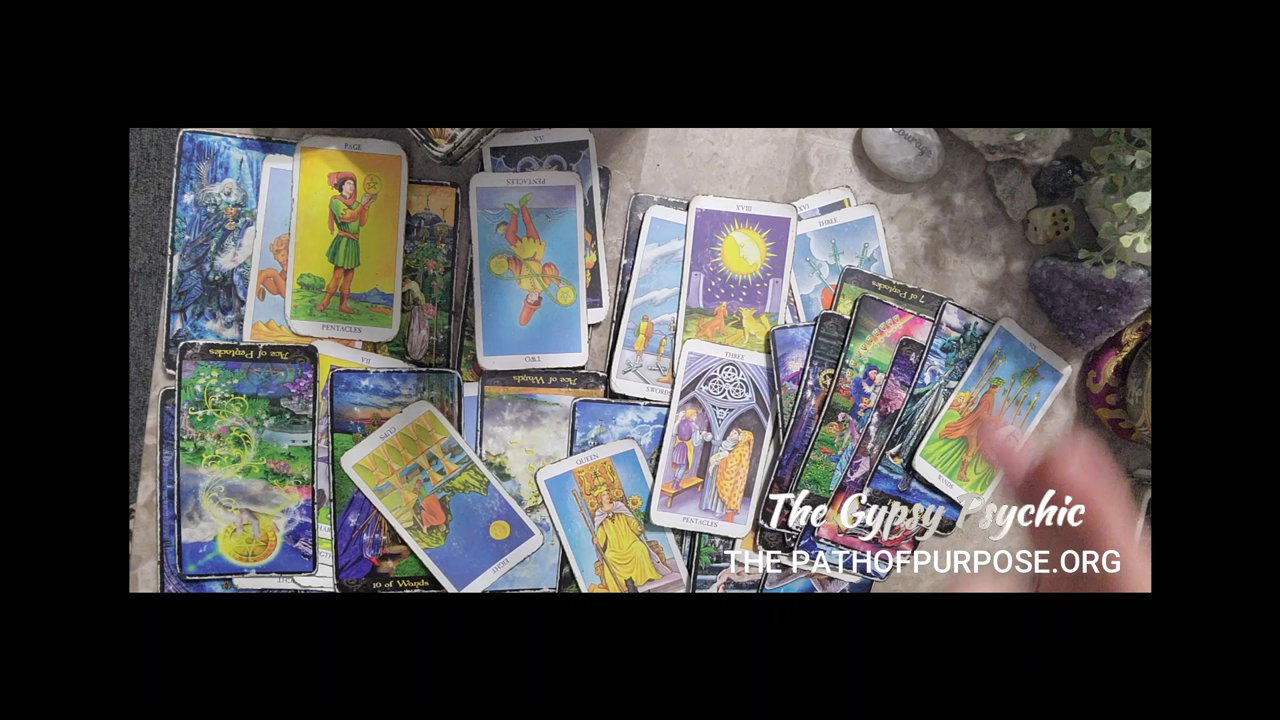 Courage
XV
PAGE
PENTACLES
XVIII
XVI
THREE
PENTACLES
7 of Pentacles
TWO
Ace of Pentacles
VII
Ace of Wands
SWORDS
THREE
CUPS
QUEEN
WANDS
PENTACLES
The Gypsy Psychic
THE PATHOFPURPOSE.ORG
EIGHT
10 of Wands